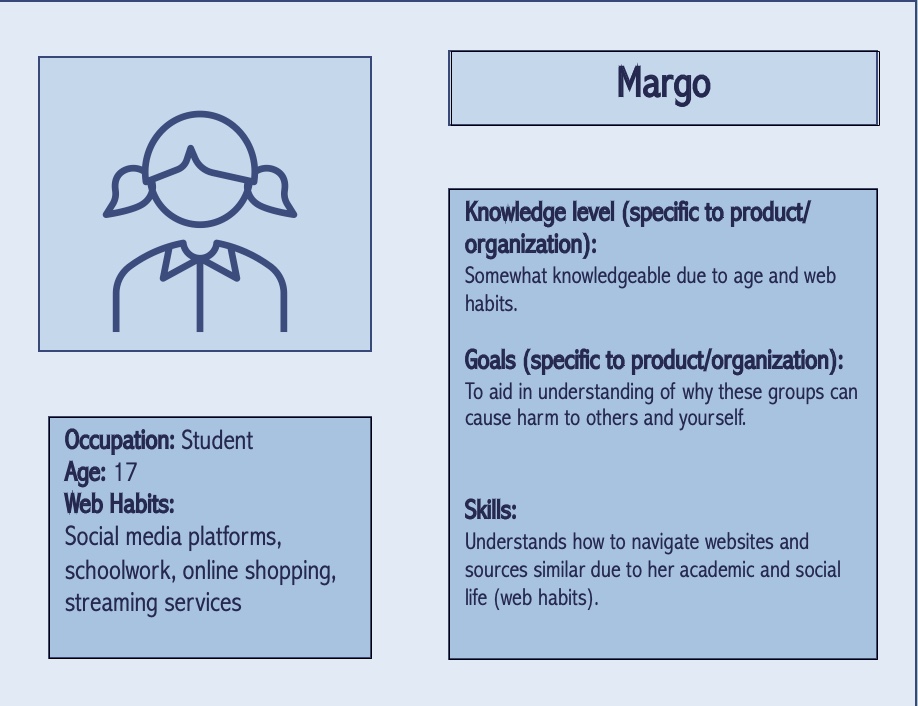 Margo
Occupation: Student
Age: 17
Web Habits:
Social media platforms,
schoolwork, online shopping,
streaming services
Knowledge level (specific to product/
organization):
Somewhat knowledgeable due to age and web
habits.
Goals (specific to product/organization):
To aid in understanding of why these groups can
cause harm to others and yourself.
Skills:
Understands how to navigate websites and
sources similar due to her academic and social
life (web habits).